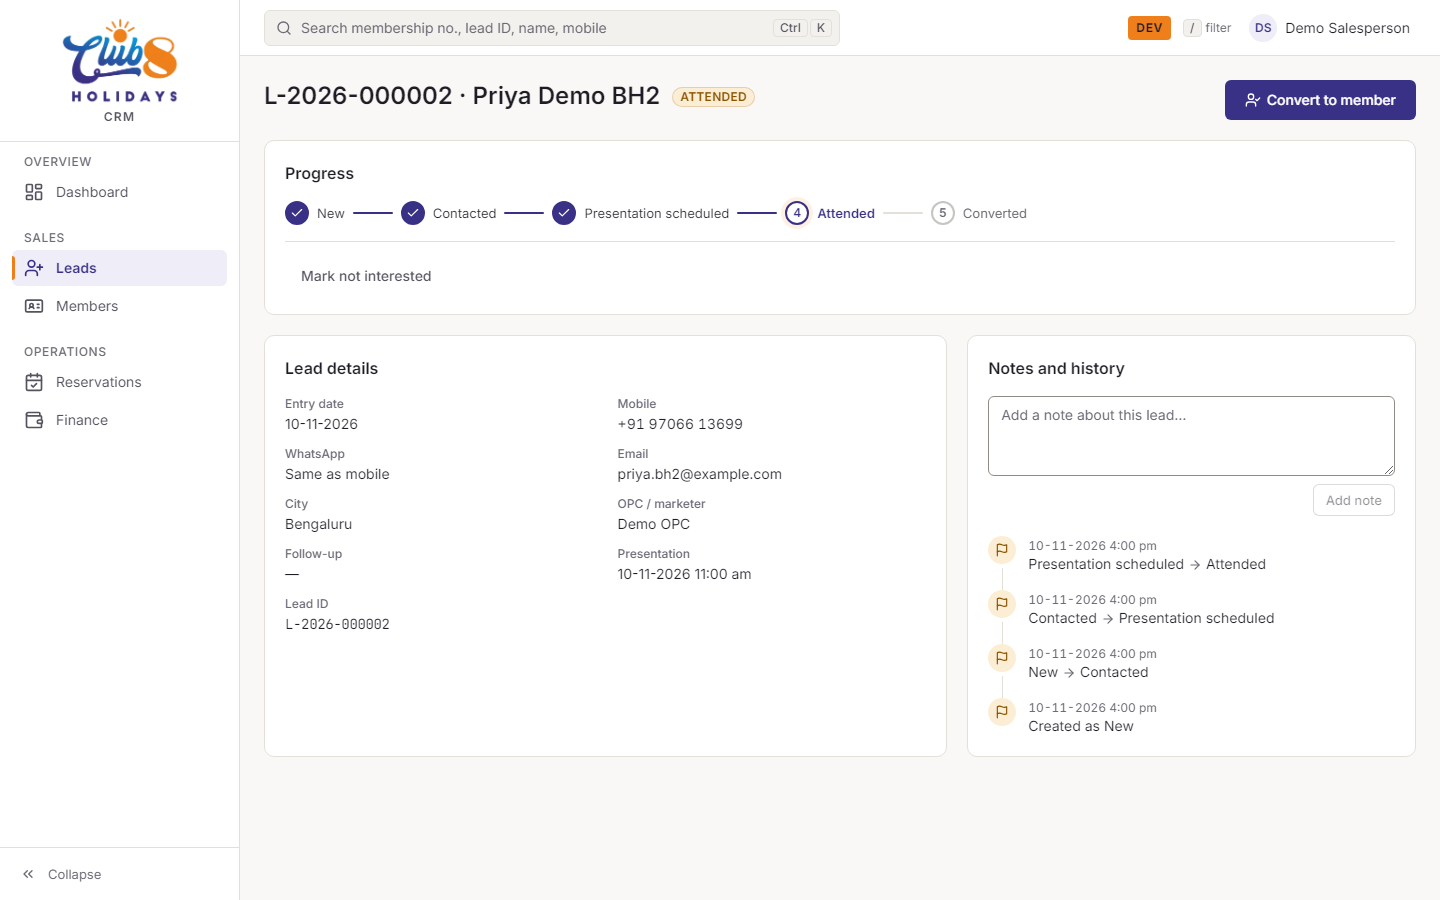 Club8
HOLIDAYS
CRM
Search membership no., lead ID, name, mobile
Ctrl K
DEV
/ filter
DS
Demo Salesperson
OVERVIEW
Dashboard
SALES
Leads
Members
OPERATIONS
Reservations
Finance
Collapse
L-2026-000002 · Priya Demo BH2
ATTENDED
Convert to member
Progress
New
Contacted
Presentation scheduled
4 Attended
5 Converted
Mark not interested
Lead details
Entry date
10-11-2026
Mobile
+91 97066 13699
WhatsApp
Same as mobile
Email
priya.bh2@example.com
City
Bengaluru
OPC / marketer
Demo OPC
Follow-up
—
Presentation
10-11-2026 11:00 am
Lead ID
L-2026-000002
Notes and history
Add a note about this lead...
Add note
10-11-2026 4:00 pm
Presentation scheduled → Attended
10-11-2026 4:00 pm
Contacted → Presentation scheduled
10-11-2026 4:00 pm
New → Contacted
10-11-2026 4:00 pm
Created as New